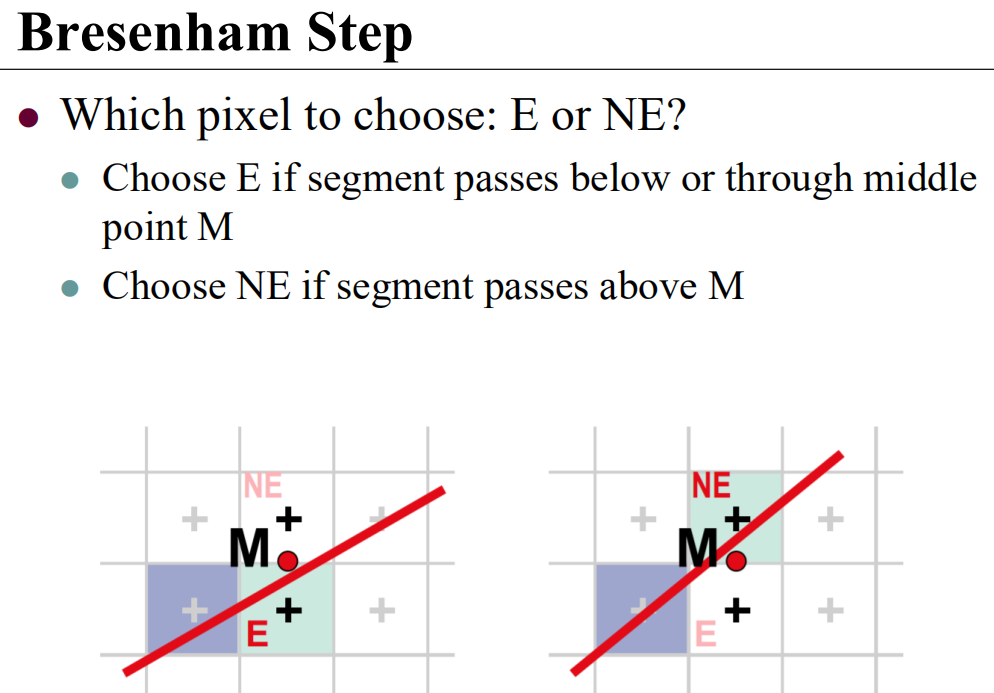 Bresenham Step
Which pixel to choose: E or NE?
Choose E if segment passes below or through middle
point M
Choose NE if segment passes above M
NE
M
E
NE
M
E